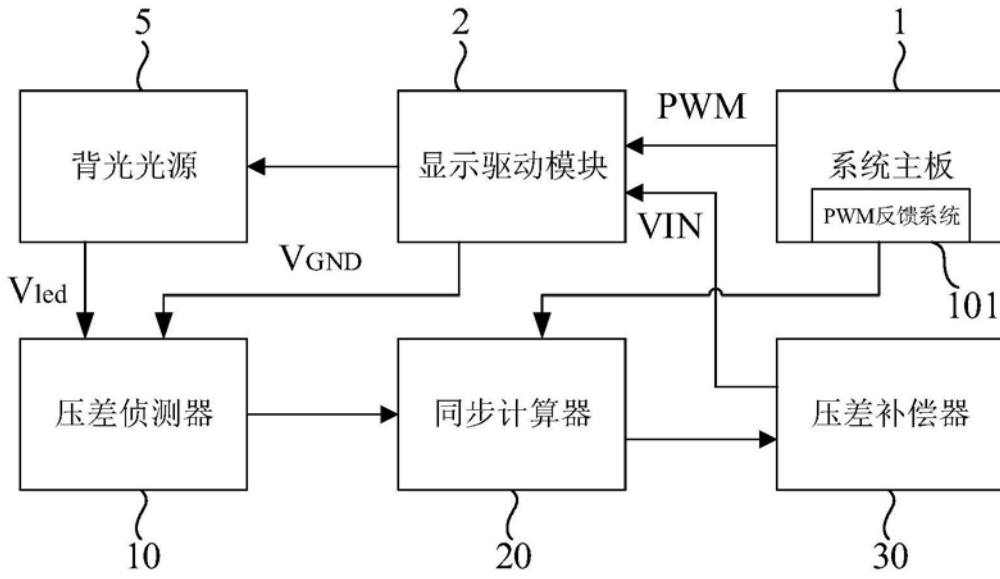 5
2
1
背光光源
显示驱动模块
系统主板
PWM
PWM反馈系统
VIN
VGND
Vled
101
压差侦测器
同步计算器
压差补偿器
10
20
30